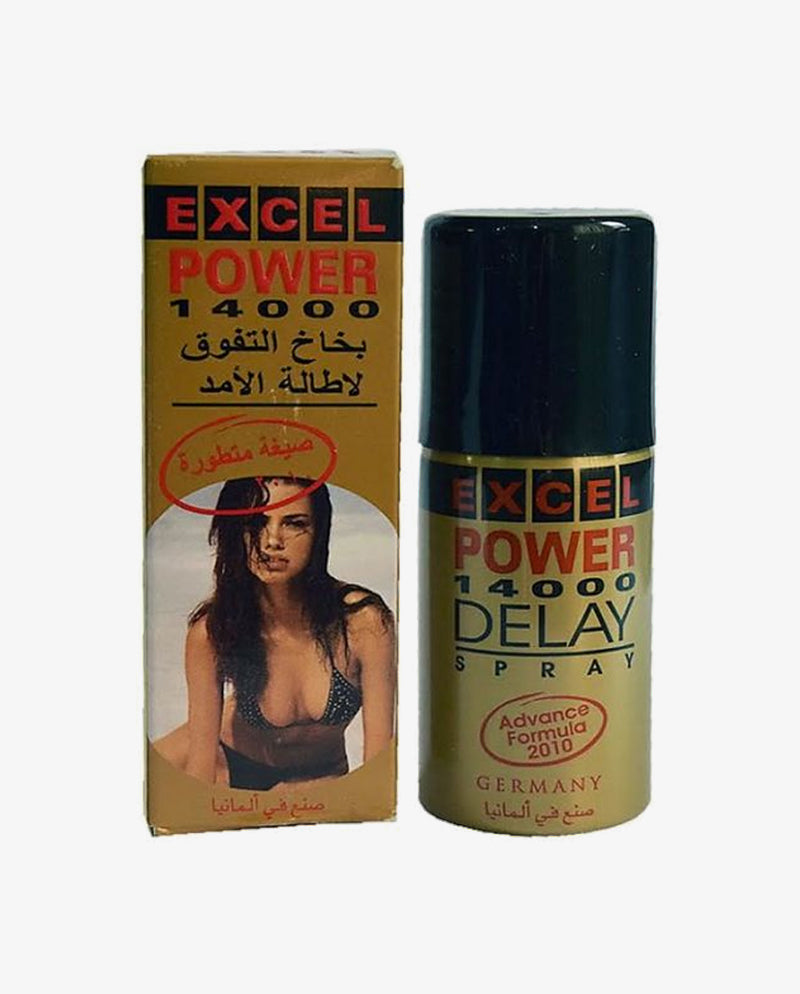 EXCEL
POWER
14000
بخاخ التفوق
لاطالة الأمد
صيغة متطورة
صنع في ألمانيا
EXCEL
POWER
14000
DELAY
SPRAY
Advance
Formula
2010
GERMANY
صنع في ألمانيا